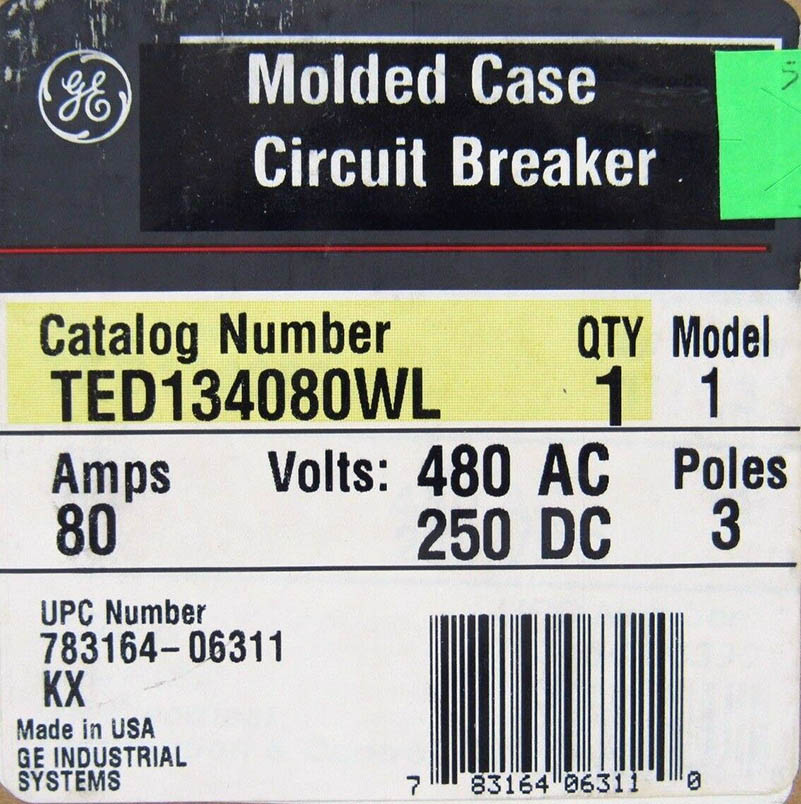 GE
Molded Case
Circuit Breaker
5
Catalog Number QTY Model
TED134080WL 1 1
Amps Volts: 480 AC Poles
80 250 DC 3
UPC Number
783164-06311
KX
Made in USA
GE INDUSTRIAL
SYSTEMS
7 83164 06311 0